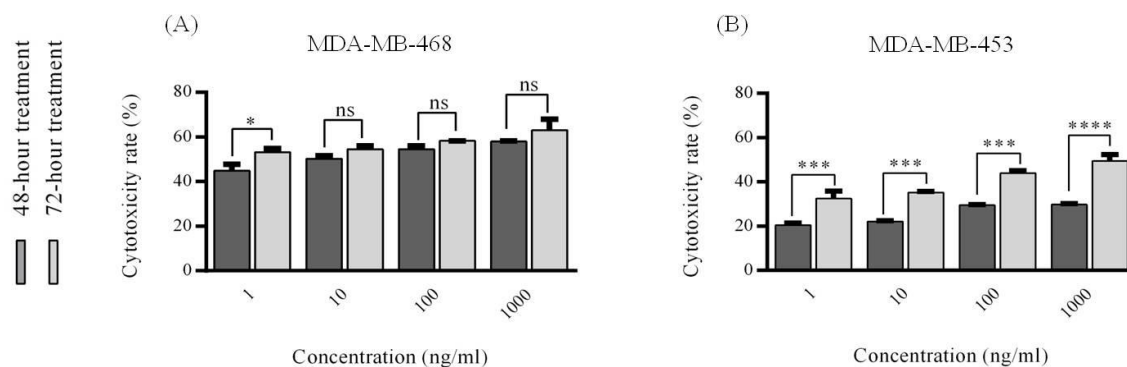 48-hour treatment
72-hour treatment
(A)
MDA-MB-468
Cytotoxicity rate (%)
80
60
40
20
0
*
ns
ns
ns
1
10
100
1000
Concentration (ng/ml)
(B)
MDA-MB-453
Cytotoxicity rate (%)
80
60
40
20
0
***
***
***
****
1
10
100
1000
Concentration (ng/ml)